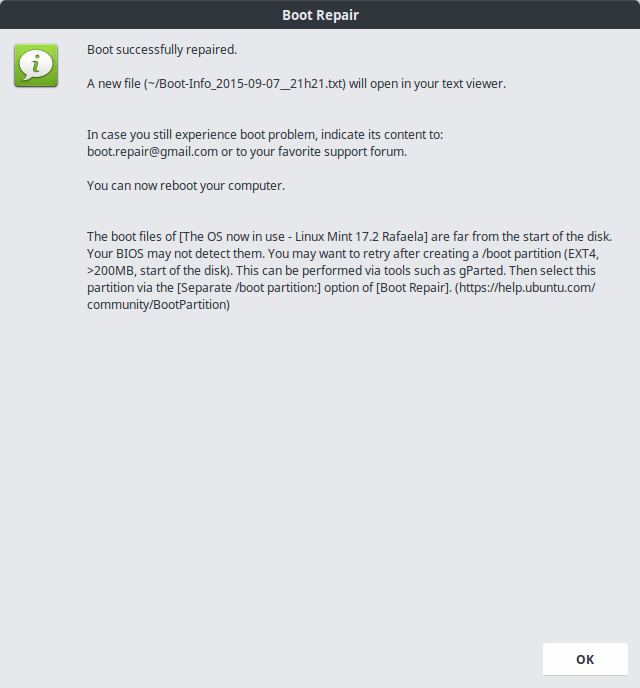 Boot Repair
Boot successfully repaired.
A new file (~/Boot-Info_2015-09-07__21h21.txt) will open in your text viewer.
In case you still experience boot problem, indicate its content to:
boot.repair@gmail.com or to your favorite support forum.
You can now reboot your computer.
The boot files of [The OS now in use - Linux Mint 17.2 Rafaela] are far from the start of the disk.
Your BIOS may not detect them. You may want to retry after creating a /boot partition (EXT4,
>200MB, start of the disk). This can be performed via tools such as gParted. Then select this
partition via the [Separate /boot partition:] option of [Boot Repair]. (https://help.ubuntu.com/
community/BootPartition)
OK